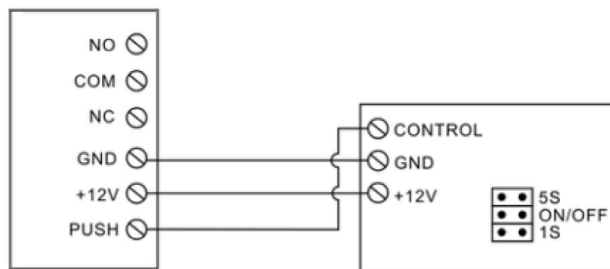 NO
COM
NC
GND
+12V
PUSH
CONTROL
GND
+12V
5S
ON/OFF
1S